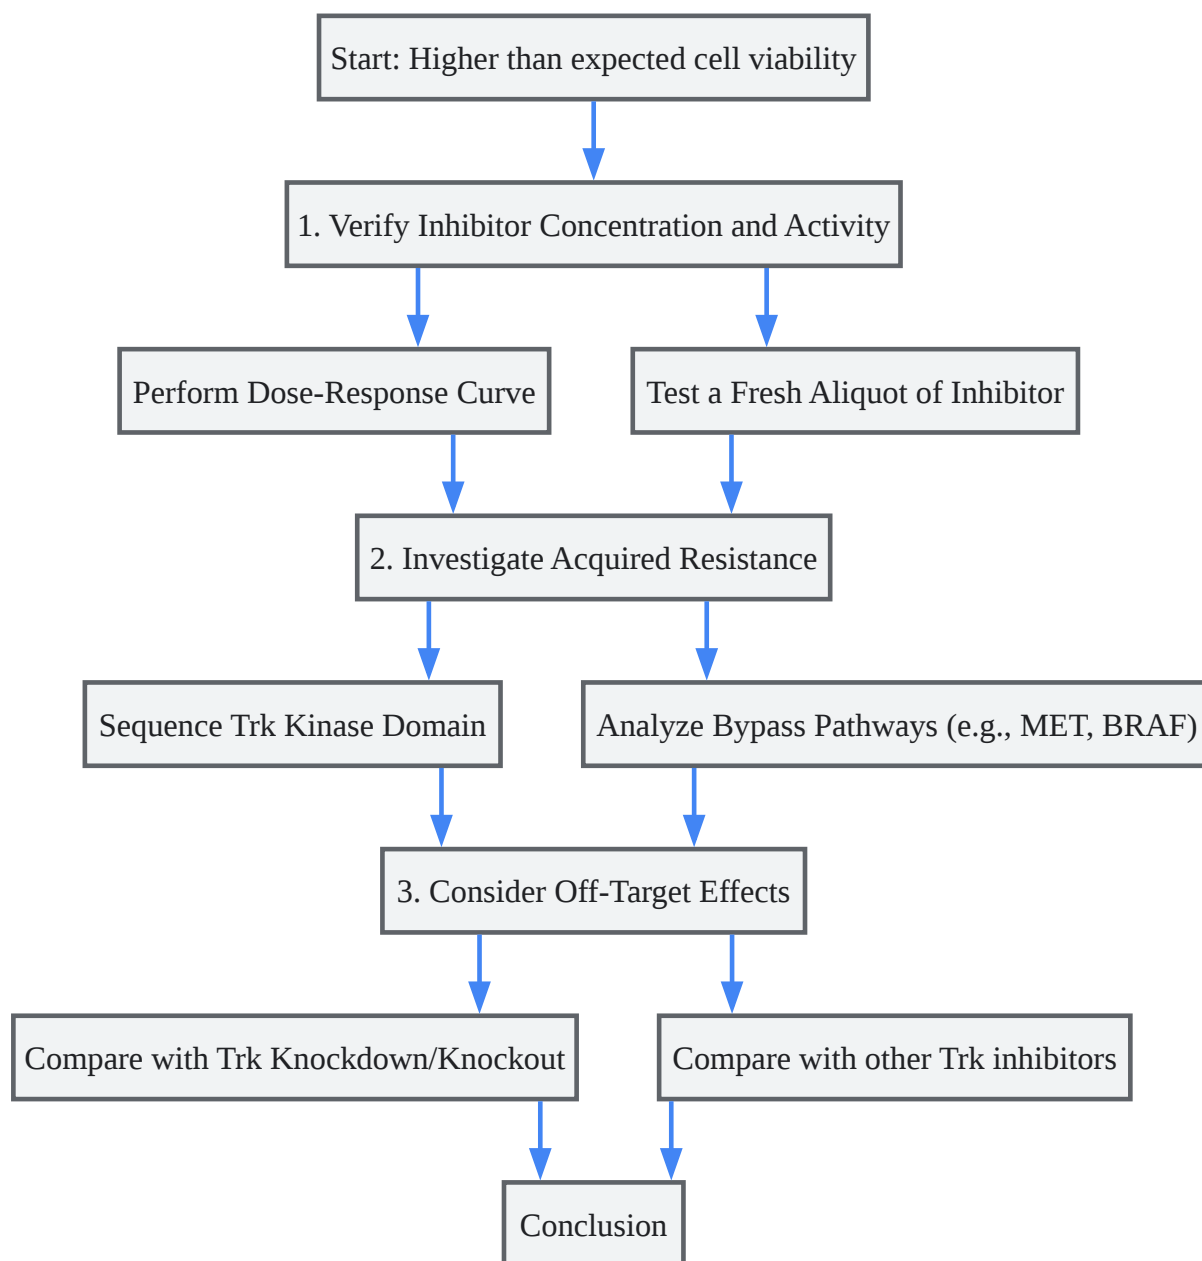 Start: Higher than expected cell viability
1. Verify Inhibitor Concentration and Activity
Perform Dose-Response Curve
Test a Fresh Aliquot of Inhibitor
2. Investigate Acquired Resistance
Sequence Trk Kinase Domain
Analyze Bypass Pathways (e.g., MET, BRAF)
3. Consider Off-Target Effects
Compare with Trk Knockdown/Knockout
Compare with other Trk inhibitors
Conclusion